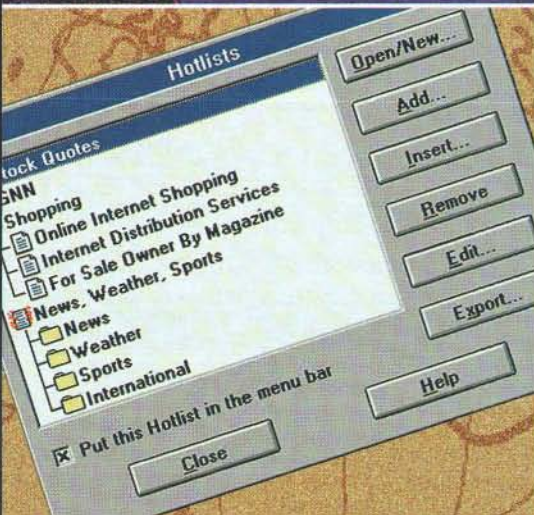 Hotlists
tock Quotes
GNN
Shopping
Online Internet Shopping
Internet Distribution Services
For Sale Owner By Magazine
News, Weather, Sports
News
Weather
Sports
International
Put this Hotlist in the menu bar
Close
Open/New...
Add...
Insert...
Remove
Edit...
Export...
Help